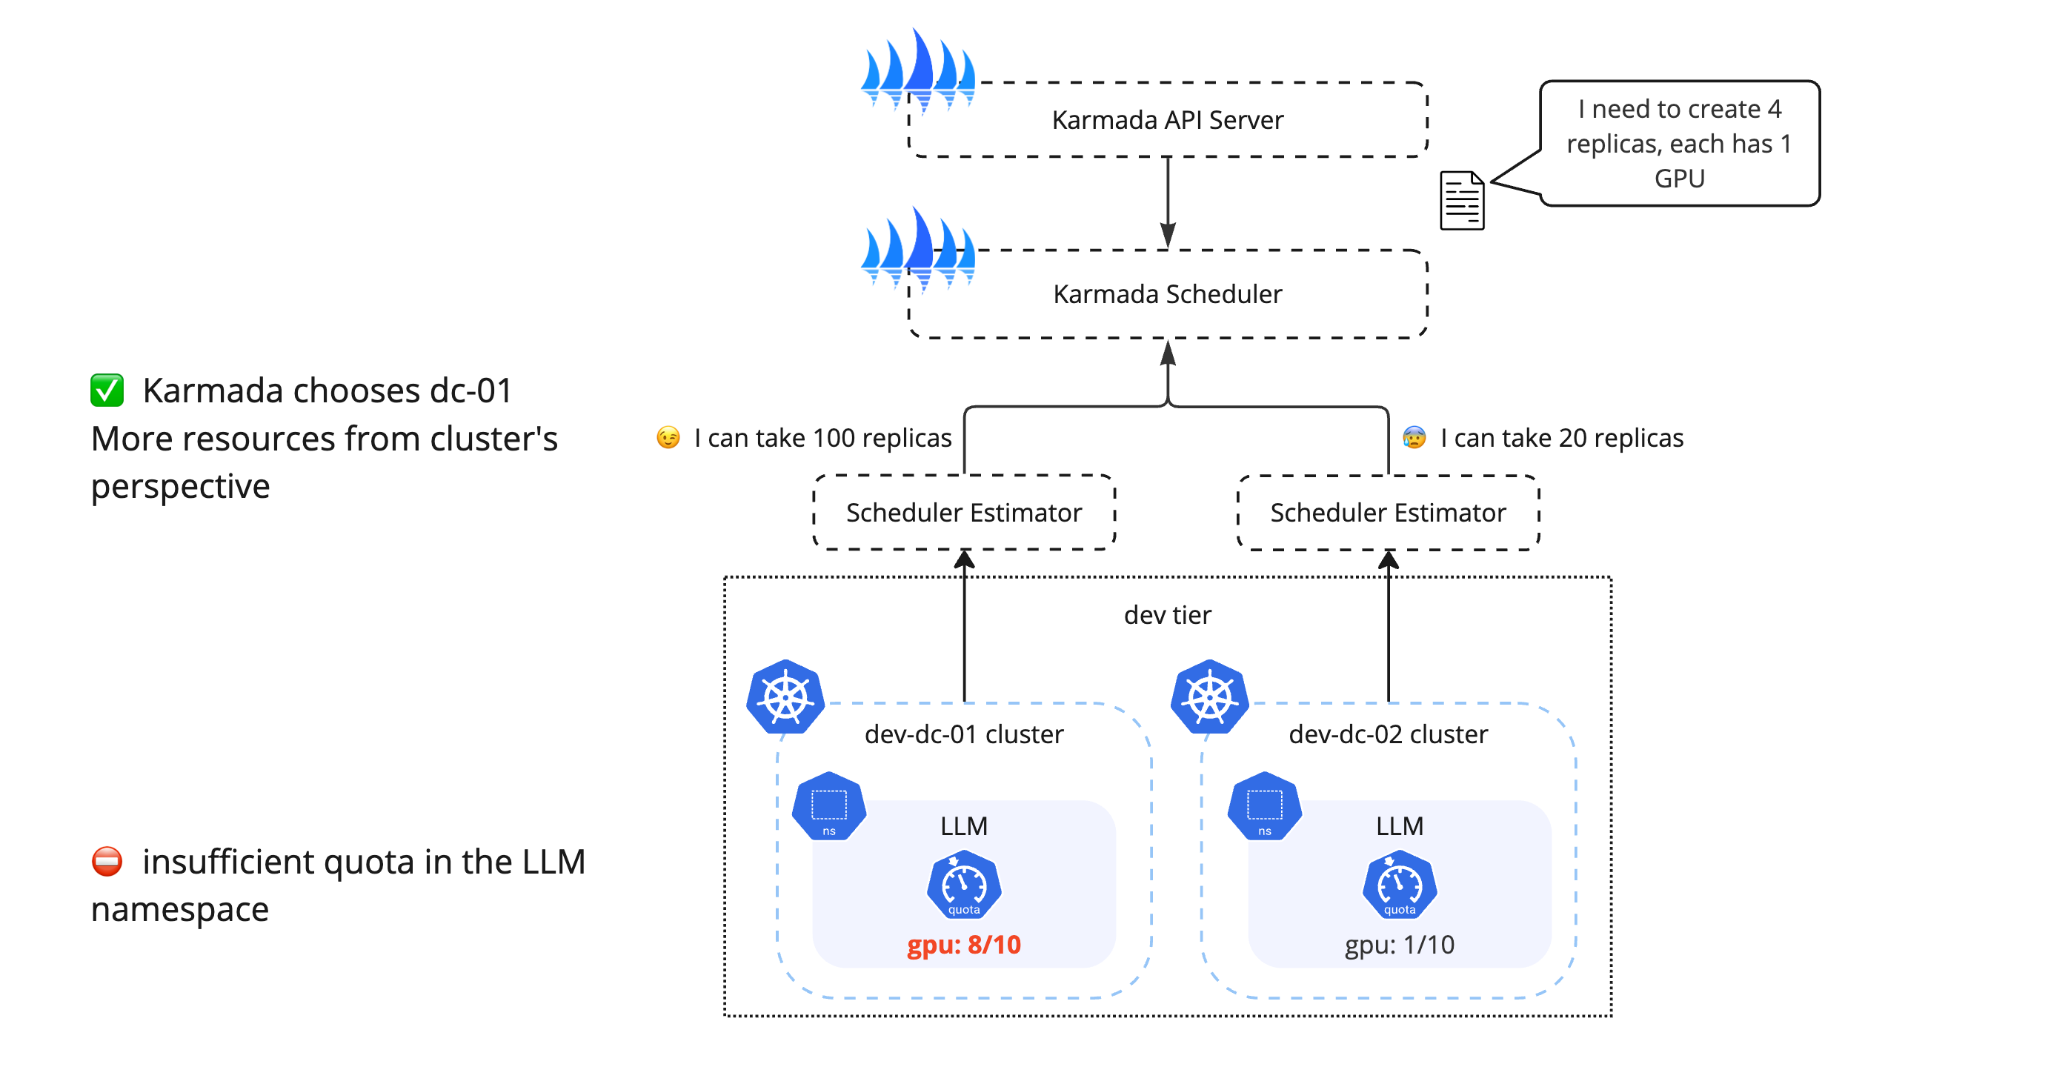 Karmada API Server
I need to create 4
replicas, each has 1
GPU
Karmada Scheduler
✅ Karmada chooses dc-01
More resources from cluster's
perspective
😉 I can take 100 replicas
😰 I can take 20 replicas
Scheduler Estimator
Scheduler Estimator
dev tier
dev-dc-01 cluster
dev-dc-02 cluster
ns
LLM
quota
gpu: 8/10
ns
LLM
quota
gpu: 1/10
⛔ insufficient quota in the LLM
namespace